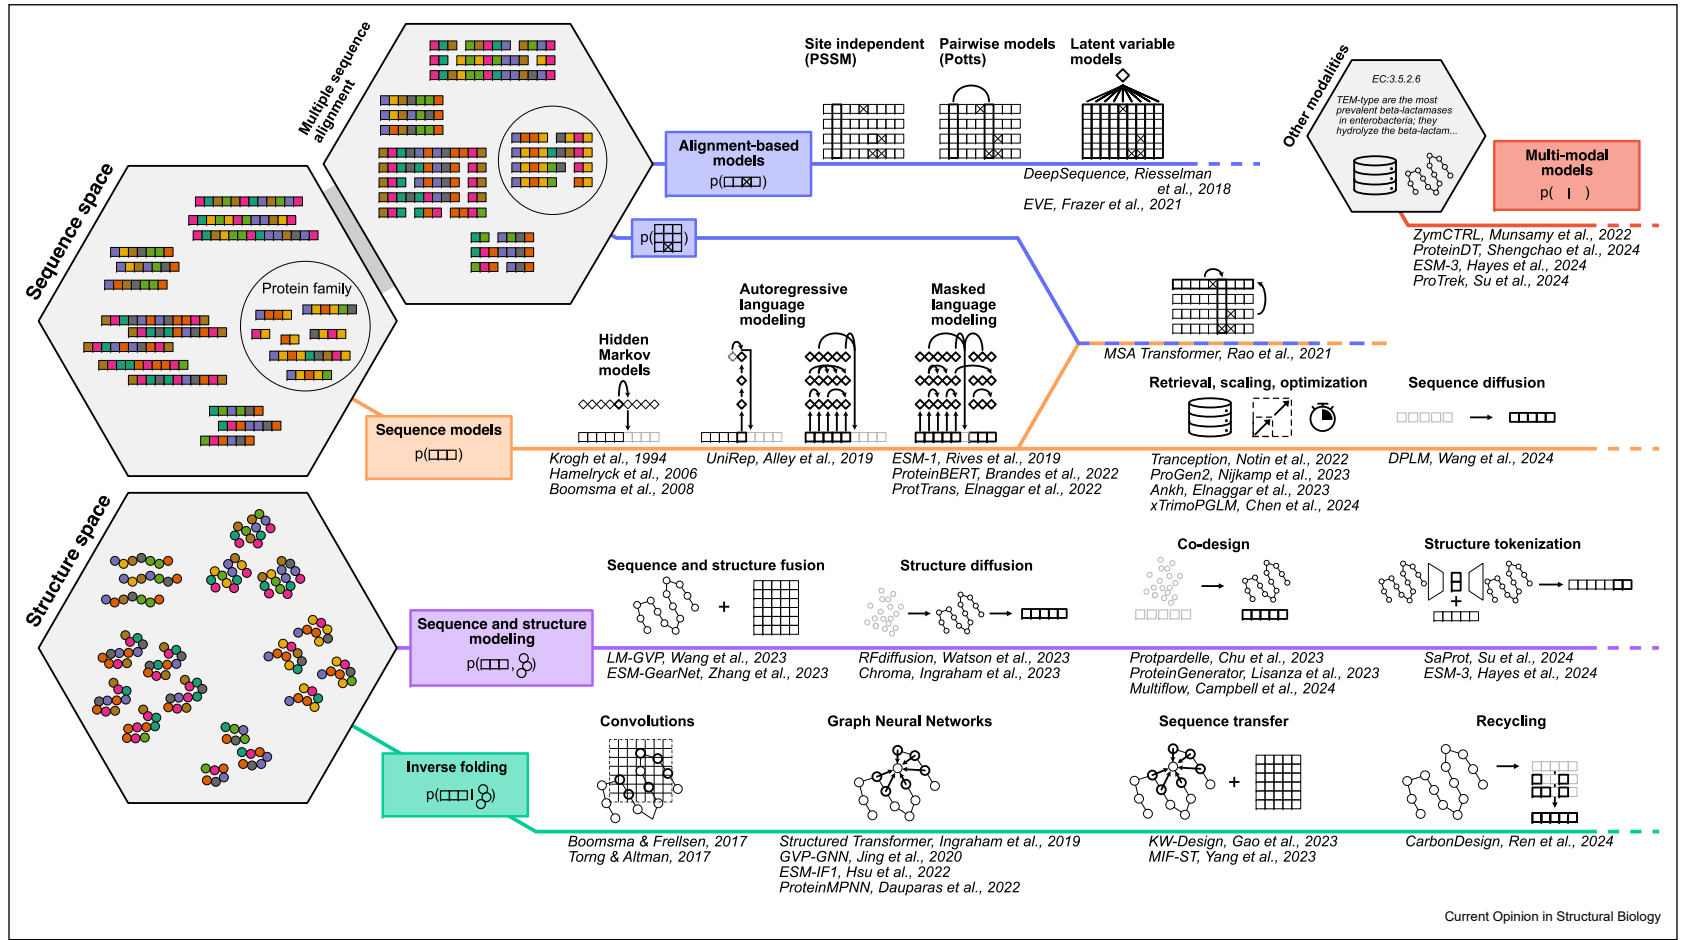 Multiple sequence
alignment
Sequence space
Protein family
Structure space
Site independent
(PSSM)
Pairwise models
(Potts)
Latent variable
models
Alignment-based
models
p( )
DeepSequence, Riesselman
et al., 2018
EVE, Frazer et al., 2021
p( )
Other modalities
EC:3.5.2.6
TEM-type are the most
prevalent beta-lactamases
in enterobacteria; they
hydrolyze the beta-lactam...
Multi-modal
models
p( | )
ZymCTRL, Munsamy et al., 2022
ProteinDT, Shengchao et al., 2024
ESM-3, Hayes et al., 2024
ProTrek, Su et al., 2024
MSA Transformer, Rao et al., 2021
Sequence models
p( )
Hidden
Markov
models
Krogh et al., 1994
Hamelryck et al., 2006
Boomsma et al., 2008
Autoregressive
language
modeling
UniRep, Alley et al., 2019
Masked
language
modeling
ESM-1, Rives et al., 2019
ProteinBERT, Brandes et al., 2022
ProtTrans, Elnaggar et al., 2022
Retrieval, scaling, optimization
Tranception, Notin et al., 2022
ProGen2, Nijkamp et al., 2023
Ankh, Elnaggar et al., 2023
xTrimoPGLM, Chen et al., 2024
Sequence diffusion
DPLM, Wang et al., 2024
Sequence and structure
modeling
p( , )
Sequence and structure fusion
+
LM-GVP, Wang et al., 2023
ESM-GearNet, Zhang et al., 2023
Structure diffusion
RFdiffusion, Watson et al., 2023
Chroma, Ingraham et al., 2023
Co-design
Protpardelle, Chu et al., 2023
ProteinGenerator, Lisanza et al., 2023
Multiflow, Campbell et al., 2024
Structure tokenization
+
SaProt, Su et al., 2024
ESM-3, Hayes et al., 2024
Inverse folding
p( | )
Convolutions
Boomsma & Frellsen, 2017
Torng & Altman, 2017
Graph Neural Networks
Structured Transformer, Ingraham et al., 2019
GVP-GNN, Jing et al., 2020
ESM-IF1, Hsu et al., 2022
ProteinMPNN, Dauparas et al., 2022
Sequence transfer
+
KW-Design, Gao et al., 2023
MIF-ST, Yang et al., 2023
Recycling
CarbonDesign, Ren et al., 2024
Current Opinion in Structural Biology